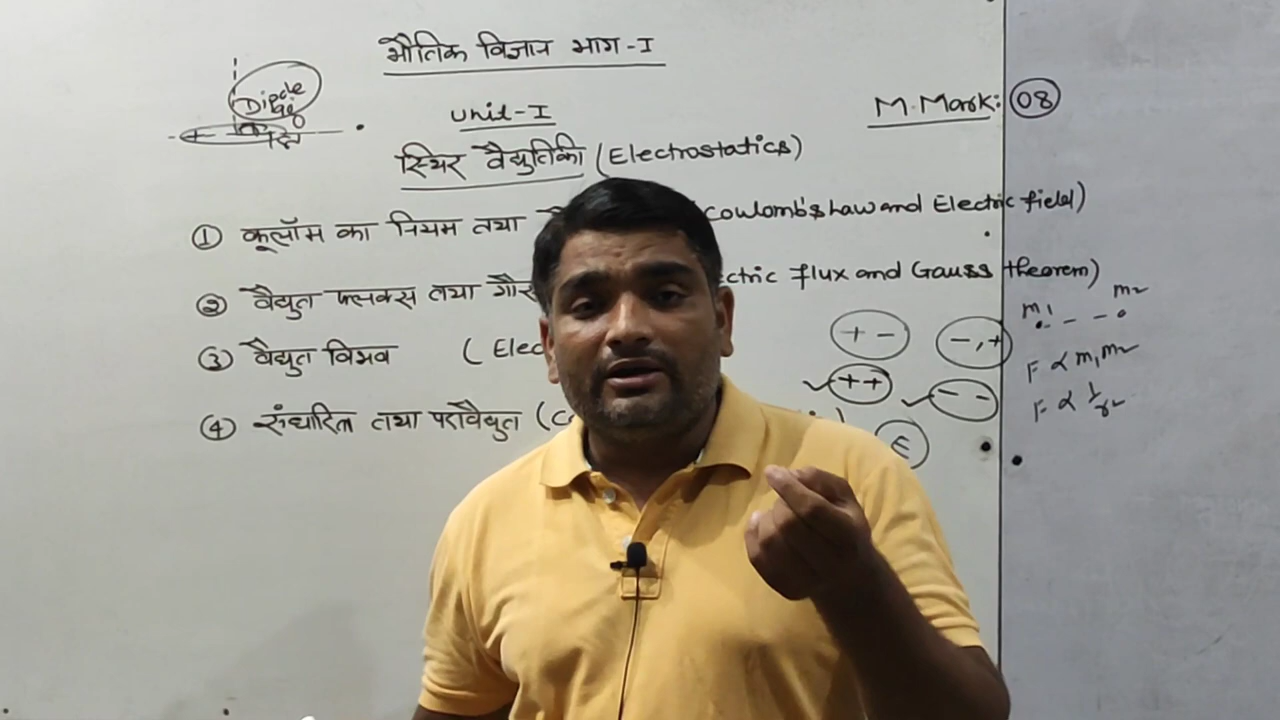 भौतिक विज्ञान भाग-I
Dipole
Unit-I
M.Mark: 08
+ -
स्थिर वैद्युतिकी (Electrostatics)
① कूलॉम का नियम तथा Coulomb's Law and Electric field)
② वैद्युत फ्लक्स तथा गौस ctric flux and Gauss theorem)
m1 - - m2
+ - -,+
③ वैद्युत विभव ( Elec
F α m1m2
++ - -
F α 1/r2
④ संधारित्र तथा परावैद्युत (C )
E